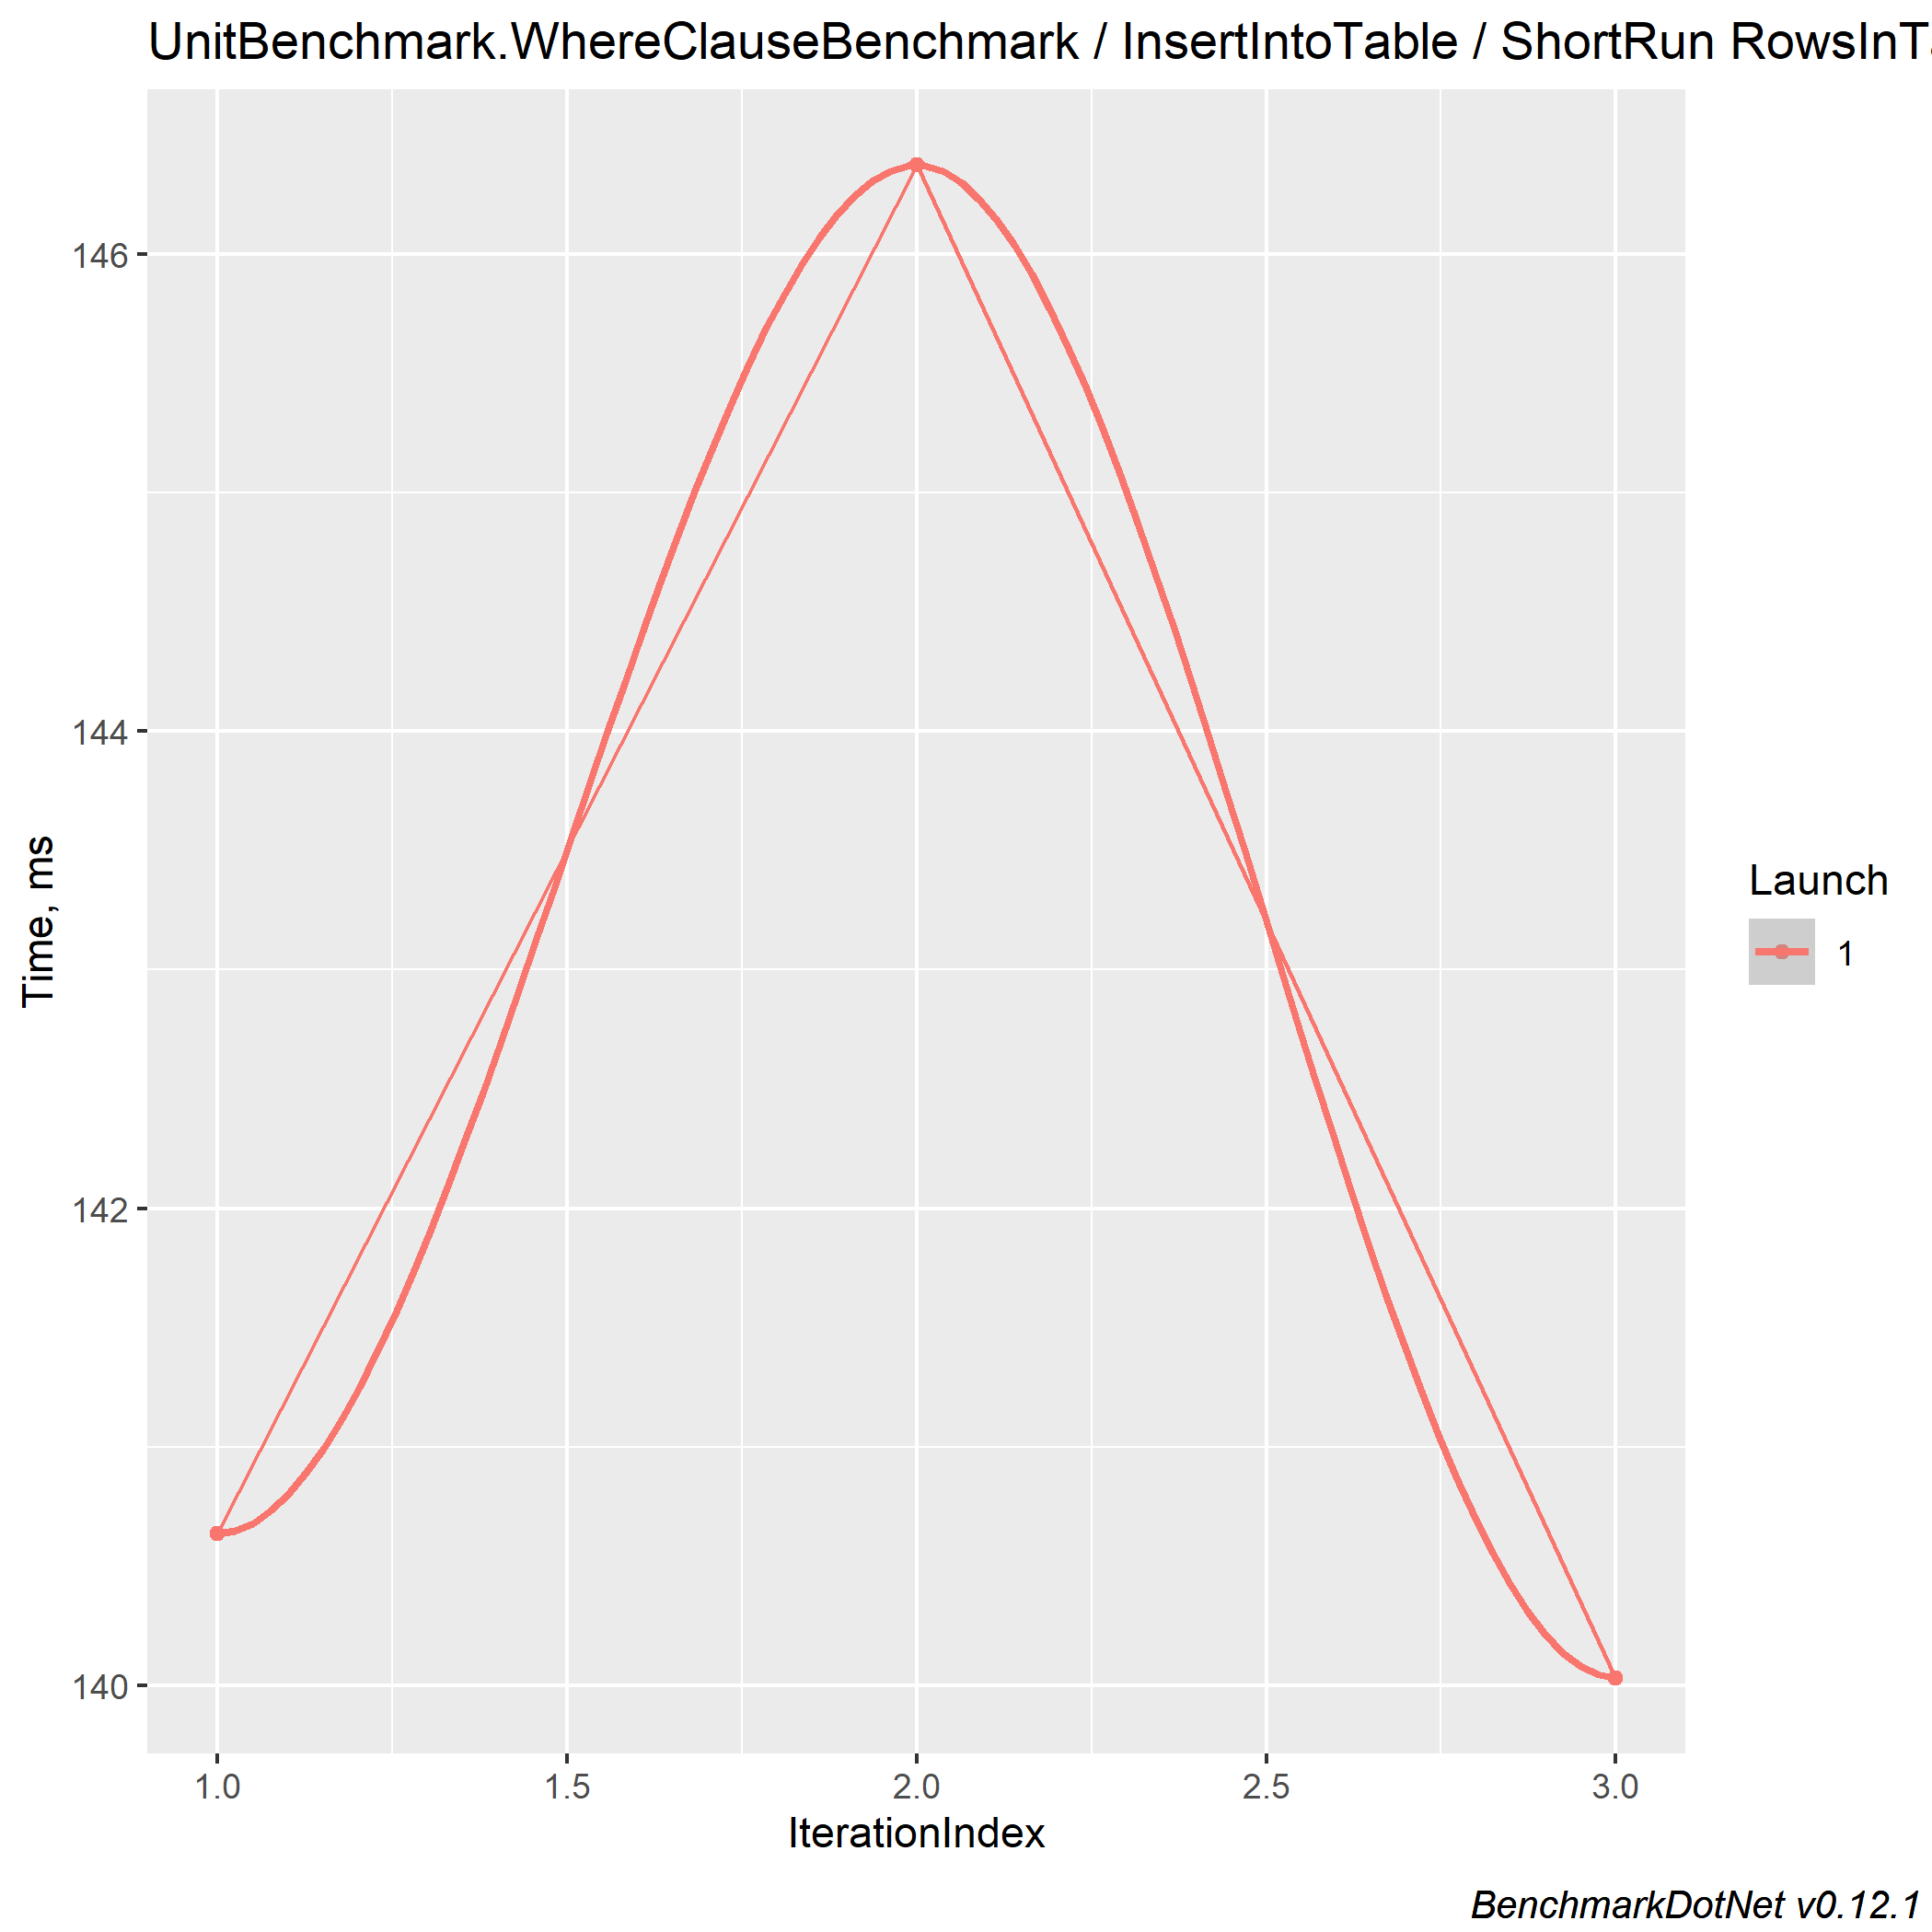 UnitBenchmark.WhereClauseBenchmark / InsertIntoTable / ShortRun
146
144
142
140
Time, ms
1.0 1.5 2.0 2.5 3.0
IterationIndex
Launch
1
BenchmarkDotNet v0.12.1